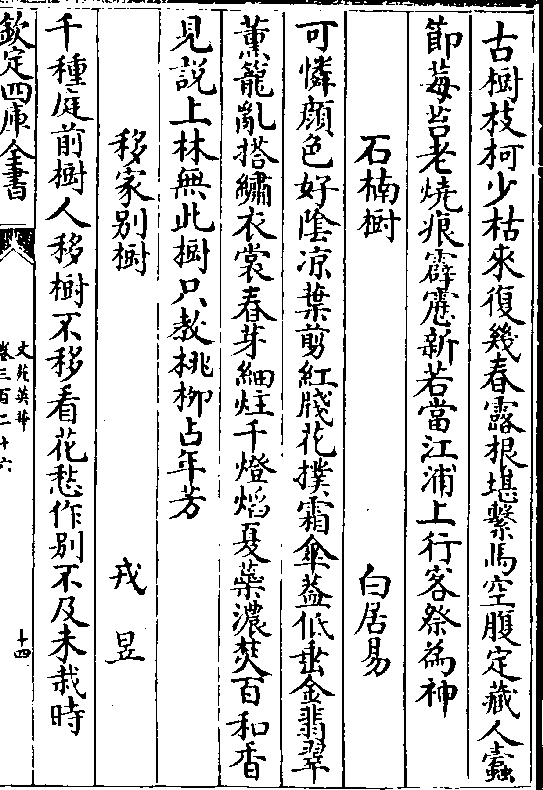 古樹枝柯少枯來復幾春露根堪繫馬空腹定藏人蠧
節莓苔老燒痕霹靂新若當江浦上行客祭為神
石楠樹 白居易
可憐顔色好隂凉葉剪紅牋花撲霜傘葢低垂金翡翠
薰籠亂搭繡衣裳春芽細炷千燈熖夏蘂濃焚百和香
見説上林無此樹只教桃栁占年芳
移家别樹 戎昱
千種庭前樹人移樹不移看花愁作别不及未栽時
欽定四庫全書
文苑英華
卷三百二十六
十四